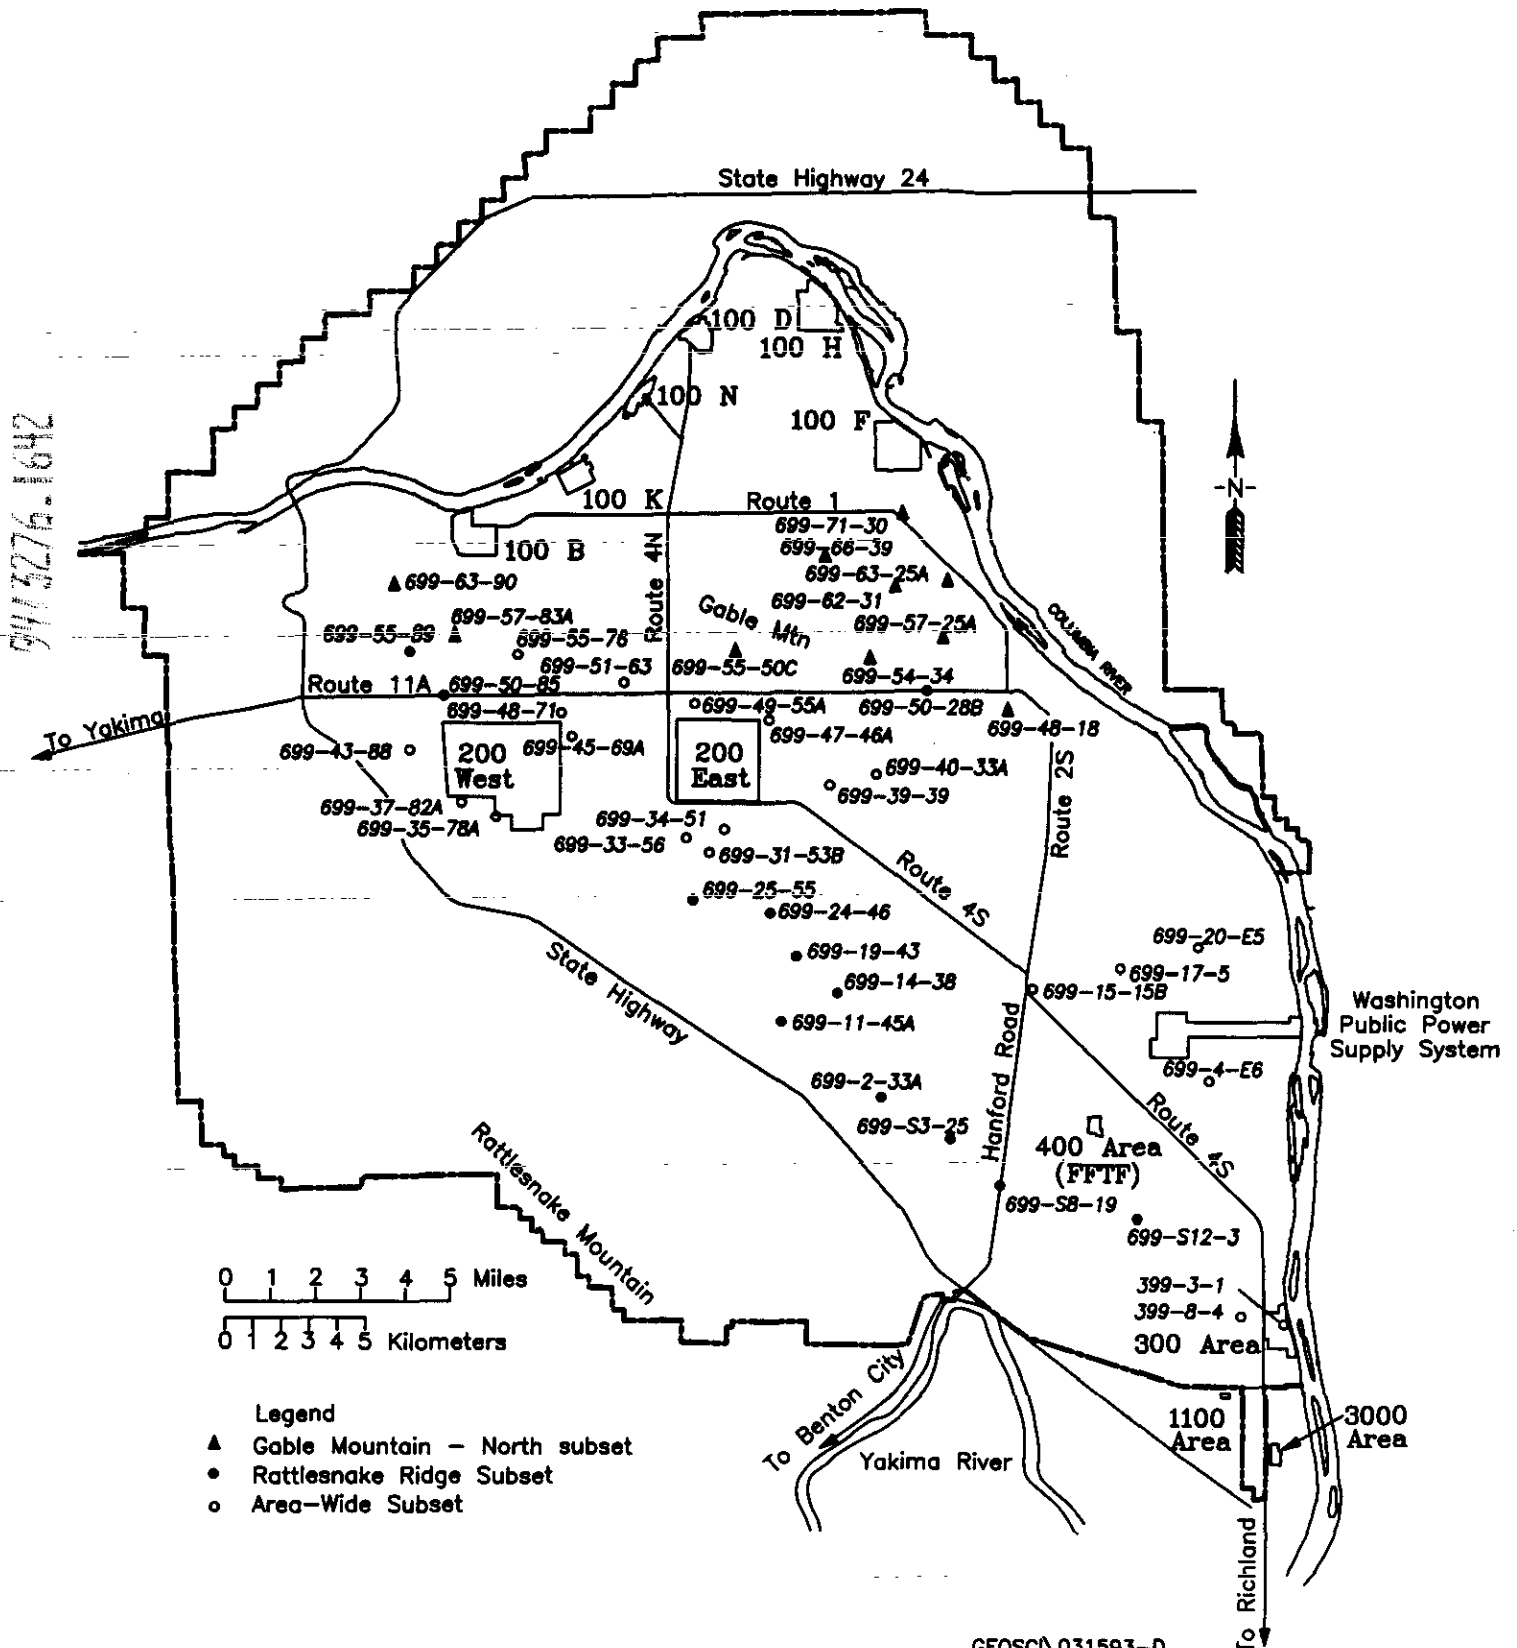 State Highway 24
100 D
100 H
100 N
100 F
9413276.1642
100 K
Route 1
699-71-30
100 B
699-66-39
Route 4N
699-63-90
699-63-25A
699-62-31
Gable Mtn
699-57-83A
699-57-25A
COLUMBIA RIVER
699-55-89
699-55-76
699-51-63
699-55-50C
699-54-34
Route 11A
699-50-85
699-50-28B
699-48-71
699-49-55A
699-48-18
To Yakima
699-47-46A
699-43-88
200
West
699-45-69A
200
East
699-40-33A
699-39-39
Route 2S
699-37-82A
699-35-78A
699-34-51
699-33-56
699-31-53B
Route 4S
699-25-55
699-24-46
State Highway
699-19-43
699-20-E5
699-17-5
699-14-38
699-15-15B
699-11-45A
Hanford Road
Washington
Public Power
Supply System
699-4-E6
699-2-33A
699-S3-25
400 Area
(FFTF)
Route 4S
Rattlesnake Mountain
699-S8-19
699-S12-3
0 1 2 3 4 5 Miles
0 1 2 3 4 5 Kilometers
399-3-1
399-8-4
300 Area
To Benton City
Yakima River
1100
Area
3000
Area
Legend
Gable Mountain - North subset
Rattlesnake Ridge Subset
Area-Wide Subset
To Richland
N
GEOSCI\031593-D